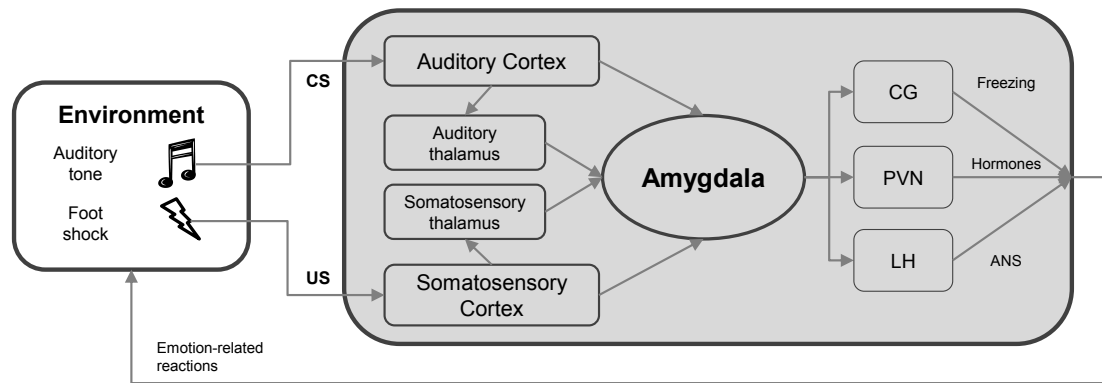 Environment
Auditory
tone
Foot
shock
CS
US
Auditory Cortex
Auditory
thalamus
Somatosensory
thalamus
Somatosensory
Cortex
Amygdala
CG
PVN
LH
Freezing
Hormones
ANS
Emotion-related
reactions